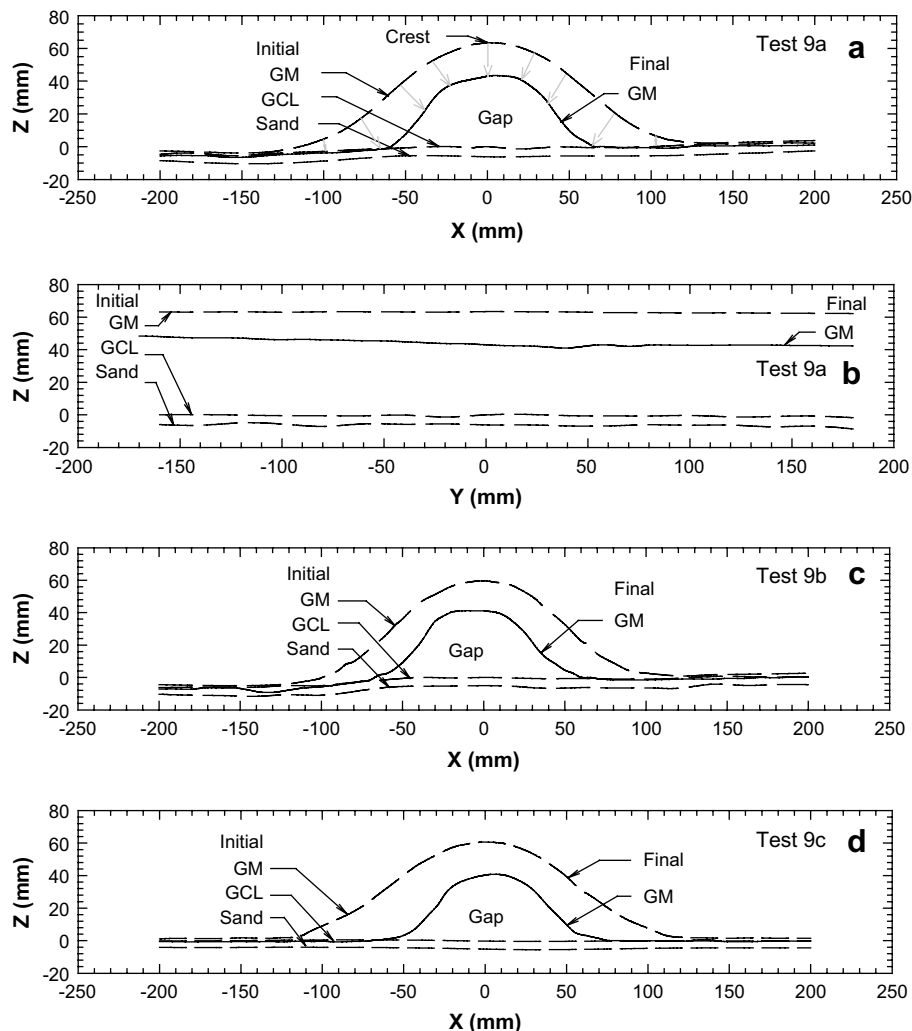 80
60
40
20
0
-20
Z (mm)
Initial
GM
GCL
Sand
Crest
Gap
Final
GM
Test 9a
a
-250 -200 -150 -100 -50 0 50 100 150 200 250
X (mm)
80
60
40
20
0
-20
Z (mm)
Initial
GM
GCL
Sand
Final
GM
Test 9a
b
-200 -150 -100 -50 0 50 100 150 200
Y (mm)
80
60
40
20
0
-20
Z (mm)
Initial
GM
GCL
Sand
Gap
Final
GM
Test 9b
c
-250 -200 -150 -100 -50 0 50 100 150 200 250
X (mm)
80
60
40
20
0
-20
Z (mm)
Initial
GM
GCL
Sand
Gap
Final
GM
Test 9c
d
-250 -200 -150 -100 -50 0 50 100 150 200 250
X (mm)